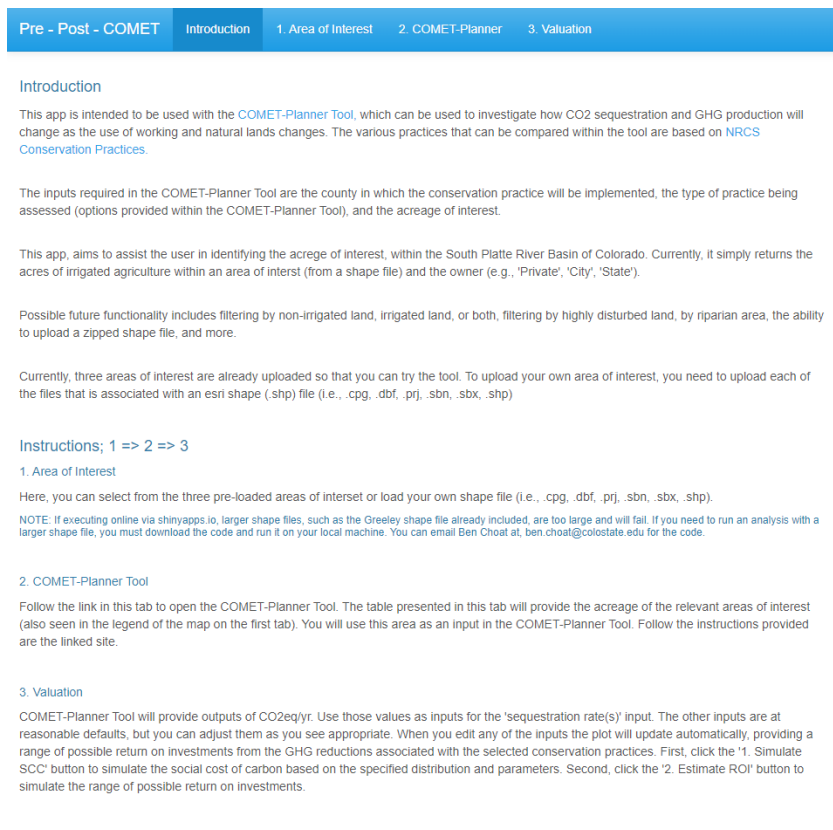 Pre - Post - COMET Introduction 1. Area of Interest 2. COMET-Planner 3. Valuation
Introduction
This app is intended to be used with the COMET-Planner Tool, which can be used to investigate how CO2 sequestration and GHG production will
change as the use of working and natural lands changes. The various practices that can be compared within the tool are based on NRCS
Conservation Practices.
The inputs required in the COMET-Planner Tool are the county in which the conservation practice will be implemented, the type of practice being
assessed (options provided within the COMET-Planner Tool), and the acreage of interest.
This app, aims to assist the user in identifying the acrege of interest, within the South Platte River Basin of Colorado. Currently, it simply returns the
acres of irrigated agriculture within an area of interst (from a shape file) and the owner (e.g., 'Private', 'City', 'State').
Possible future functionality includes filtering by non-irrigated land, irrigated land, or both, filtering by highly disturbed land, by riparian area, the ability
to upload a zipped shape file, and more.
Currently, three areas of interest are already uploaded so that you can try the tool. To upload your own area of interest, you need to upload each of
the files that is associated with an esri shape (.shp) file (i.e., .cpg, .dbf, .prj, .sbn, .sbx, .shp)
Instructions; 1 => 2 => 3
1. Area of Interest
Here, you can select from the three pre-loaded areas of interset or load your own shape file (i.e., .cpg, .dbf, .prj, .sbn, .sbx, .shp).
NOTE: If executing online via shinyapps.io, larger shape files, such as the Greeley shape file already included, are too large and will fail. If you need to run an analysis with a
larger shape file, you must download the code and run it on your local machine. You can email Ben Choat at, ben.choat@colostate.edu for the code.
2. COMET-Planner Tool
Follow the link in this tab to open the COMET-Planner Tool. The table presented in this tab will provide the acreage of the relevant areas of interest
(also seen in the legend of the map on the first tab). You will use this area as an input in the COMET-Planner Tool. Follow the instructions provided
are the linked site.
3. Valuation
COMET-Planner Tool will provide outputs of CO2eq/yr. Use those values as inputs for the 'sequestration rate(s)' input. The other inputs are at
reasonable defaults, but you can adjust them as you see appropriate. When you edit any of the inputs the plot will update automatically, providing a
range of possible return on investments from the GHG reductions associated with the selected conservation practices. First, click the '1. Simulate
SCC' button to simulate the social cost of carbon based on the specified distribution and parameters. Second, click the '2. Estimate ROI' button to
simulate the range of possible return on investments.